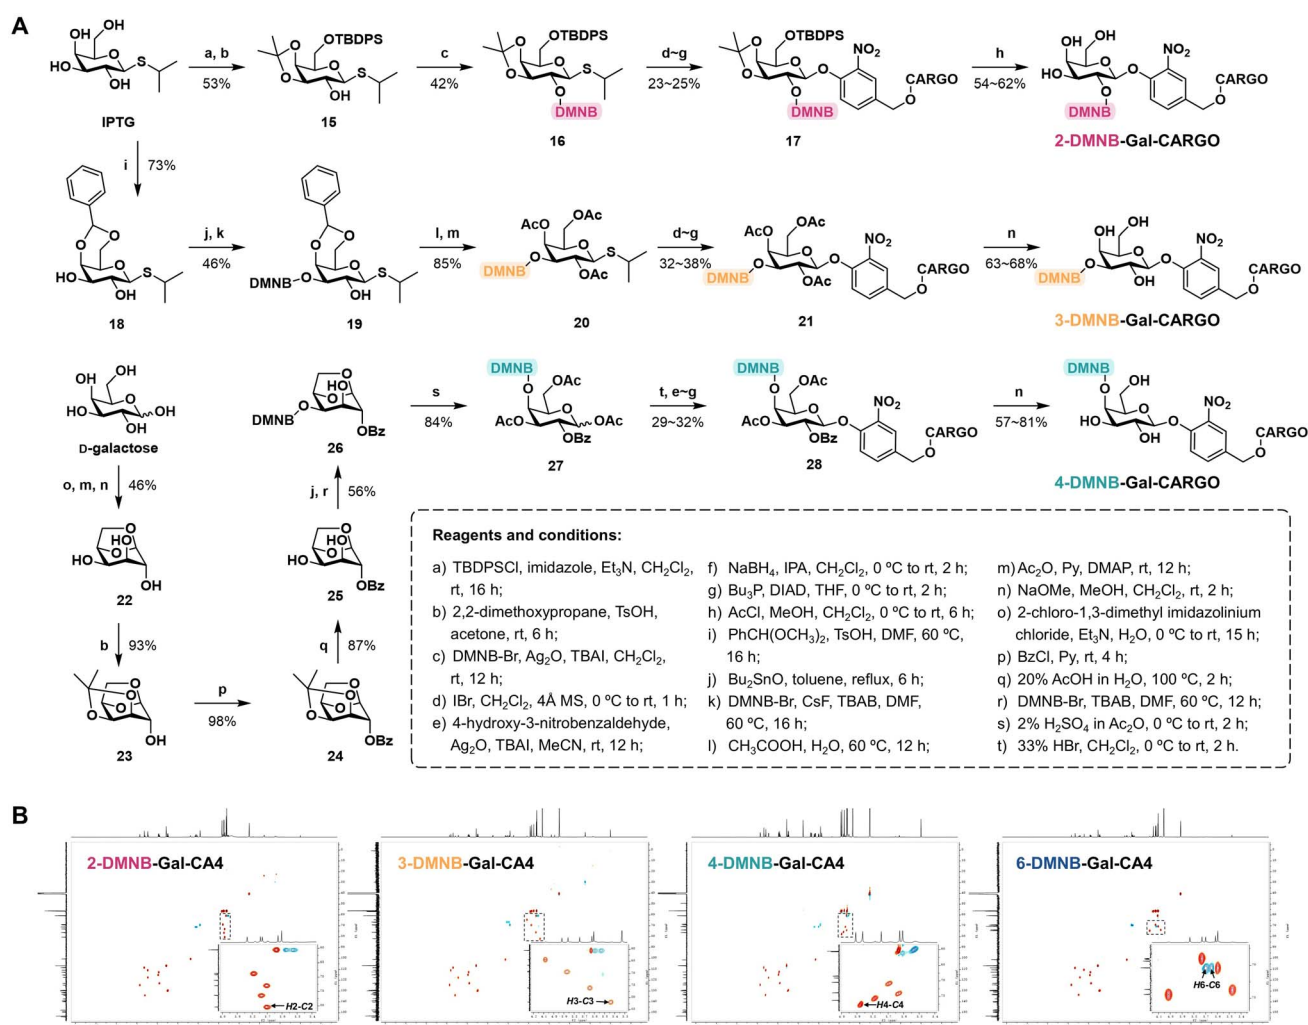 A
OH
OH
HO
O
S
OH
IPTG
a, b
53%
OTBDPS
O
O
O
S
OH
15
c
42%
OTBDPS
O
O
O
S
O
DMNB
16
d~g
23~25%
OTBDPS
O
O
O
O
O
DMNB
NO2
CARGO
O
17
h
54~62%
OH
OH
HO
O
O
O
DMNB
NO2
CARGO
O
2-DMNB-Gal-CARGO
i
73%
O
O
O
HO
S
OH
18
j, k
46%
O
O
O
O
DMNB
S
OH
19
l, m
85%
AcO
OAc
O
O
DMNB
S
OAc
20
d~g
32~38%
AcO
OAc
O
O
DMNB
O
OAc
NO2
CARGO
O
21
n
63~68%
OH
OH
O
O
DMNB
O
OH
NO2
CARGO
O
3-DMNB-Gal-CARGO
OH
OH
HO
O
OH
OH
D-galactose
o, m, n
46%
O
HO
O
HO
OH
22
b
93%
O
O
O
O
OH
23
p
98%
O
O
O
O
OBz
24
q
87%
O
HO
O
HO
OBz
25
j, r
56%
O
HO
O
O
DMNB
OBz
26
s
84%
DMNB
O
OAc
O
AcO
OAc
OBz
27
t, e~g
29~32%
DMNB
O
OAc
O
AcO
O
OBz
NO2
CARGO
O
28
n
57~81%
DMNB
O
OH
O
HO
O
OH
NO2
CARGO
O
4-DMNB-Gal-CARGO
Reagents and conditions:
a) TBDPSCl, imidazole, Et3N, CH2Cl2,
rt, 16 h;
b) 2,2-dimethoxypropane, TsOH,
acetone, rt, 6 h;
c) DMNB-Br, Ag2O, TBAI, CH2Cl2,
rt, 12 h;
d) IBr, CH2Cl2, 4Å MS, 0 ºC to rt, 1 h;
e) 4-hydroxy-3-nitrobenzaldehyde,
Ag2O, TBAI, MeCN, rt, 12 h;
f) NaBH4, IPA, CH2Cl2, 0 ºC to rt, 2 h;
g) Bu3P, DIAD, THF, 0 ºC to rt, 2 h;
h) AcCl, MeOH, CH2Cl2, 0 ºC to rt, 6 h;
i) PhCH(OCH3)2, TsOH, DMF, 60 ºC,
16 h;
j) Bu2SnO, toluene, reflux, 6 h;
k) DMNB-Br, CsF, TBAB, DMF,
60 ºC, 16 h;
l) CH3COOH, H2O, 60 ºC, 12 h;
m) Ac2O, Py, DMAP, rt, 12 h;
n) NaOMe, MeOH, CH2Cl2, rt, 2 h;
o) 2-chloro-1,3-dimethyl imidazolinium
chloride, Et3N, H2O, 0 ºC to rt, 15 h;
p) BzCl, Py, rt, 4 h;
q) 20% AcOH in H2O, 100 ºC, 2 h;
r) DMNB-Br, TBAB, DMF, 60 ºC, 12 h;
s) 2% H2SO4 in Ac2O, 0 ºC to rt, 2 h;
t) 33% HBr, CH2Cl2, 0 ºC to rt, 2 h.
B
2-DMNB-Gal-CA4
H2-C2
3-DMNB-Gal-CA4
H3-C3
4-DMNB-Gal-CA4
H4-C4
6-DMNB-Gal-CA4
H6-C6